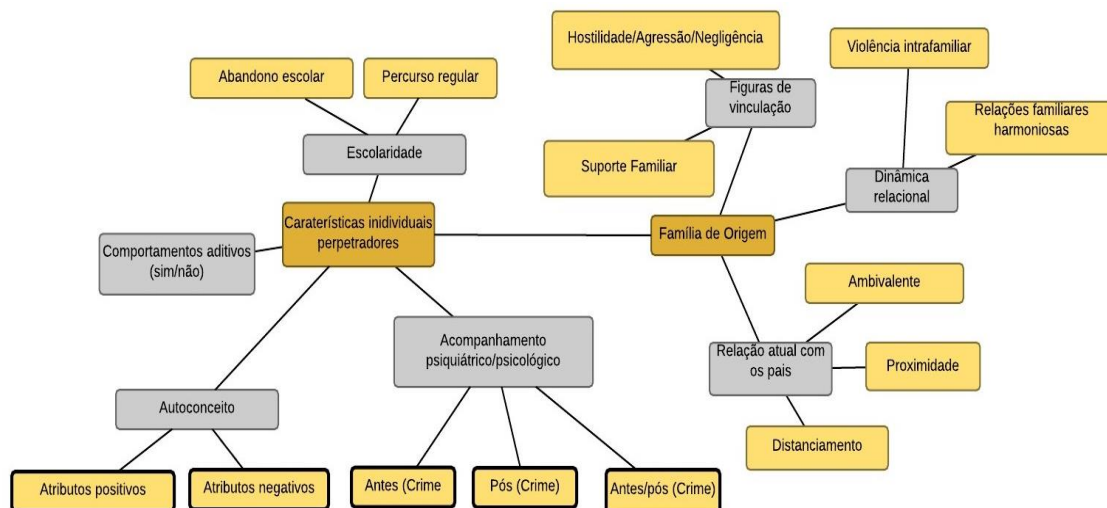 Hostilidade/Agressão/Negligência
Violência intrafamiliar
Abandono escolar
Percurso regular
Figuras de
vinculação
Relações familiares
harmoniosas
Escolaridade
Suporte Familiar
Dinâmica
relacional
Caraterísticas inidividuais
perpetradores
Família de Origem
Comportamentos aditivos
(sim/não)
Ambivalente
Acompanhamento
psiquiátrico/psicológico
Relação atual com
os pais
Proximidade
Autoconceito
Distanciamento
Atributos positivos
Atributos negativos
Antes (Crime
Pós (Crime)
Antes/pós (Crime)